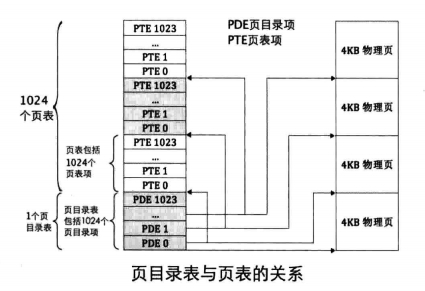 PDE页目录项
PTE页表项
PTE 1023
...
PTE 1
PTE 0
PTE 1023
...
PTE 1
PTE 0
PTE 1023
...
PTE 1
PTE 0
PDE 1023
...
PDE 1
PDE 0
1024
个页表
页表包括
1024个
页表项
1个页
目录表
页目录表
包括1024个
页目录项
4KB 物理页
4KB 物理页
4KB 物理页
4KB 物理页
页目录表与页表的关系